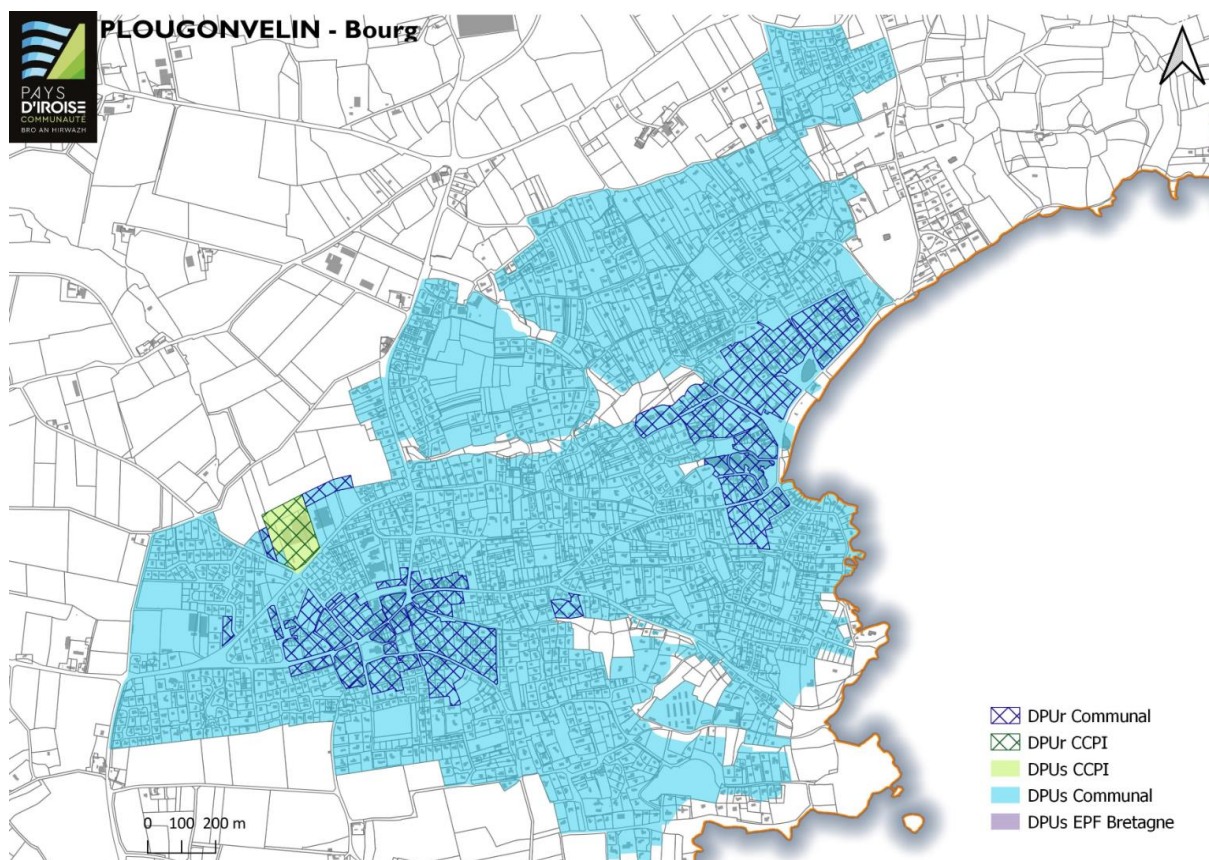 PLOUGONVELIN - Bourg
PAYS
D'IROISE
COMMUNAUTÉ
BRO AN HIRWAZH
DPUr Communal
DPUr CCPI
DPUs CCPI
DPUs Communal
DPUs EPF Bretagne
0 100 200 m